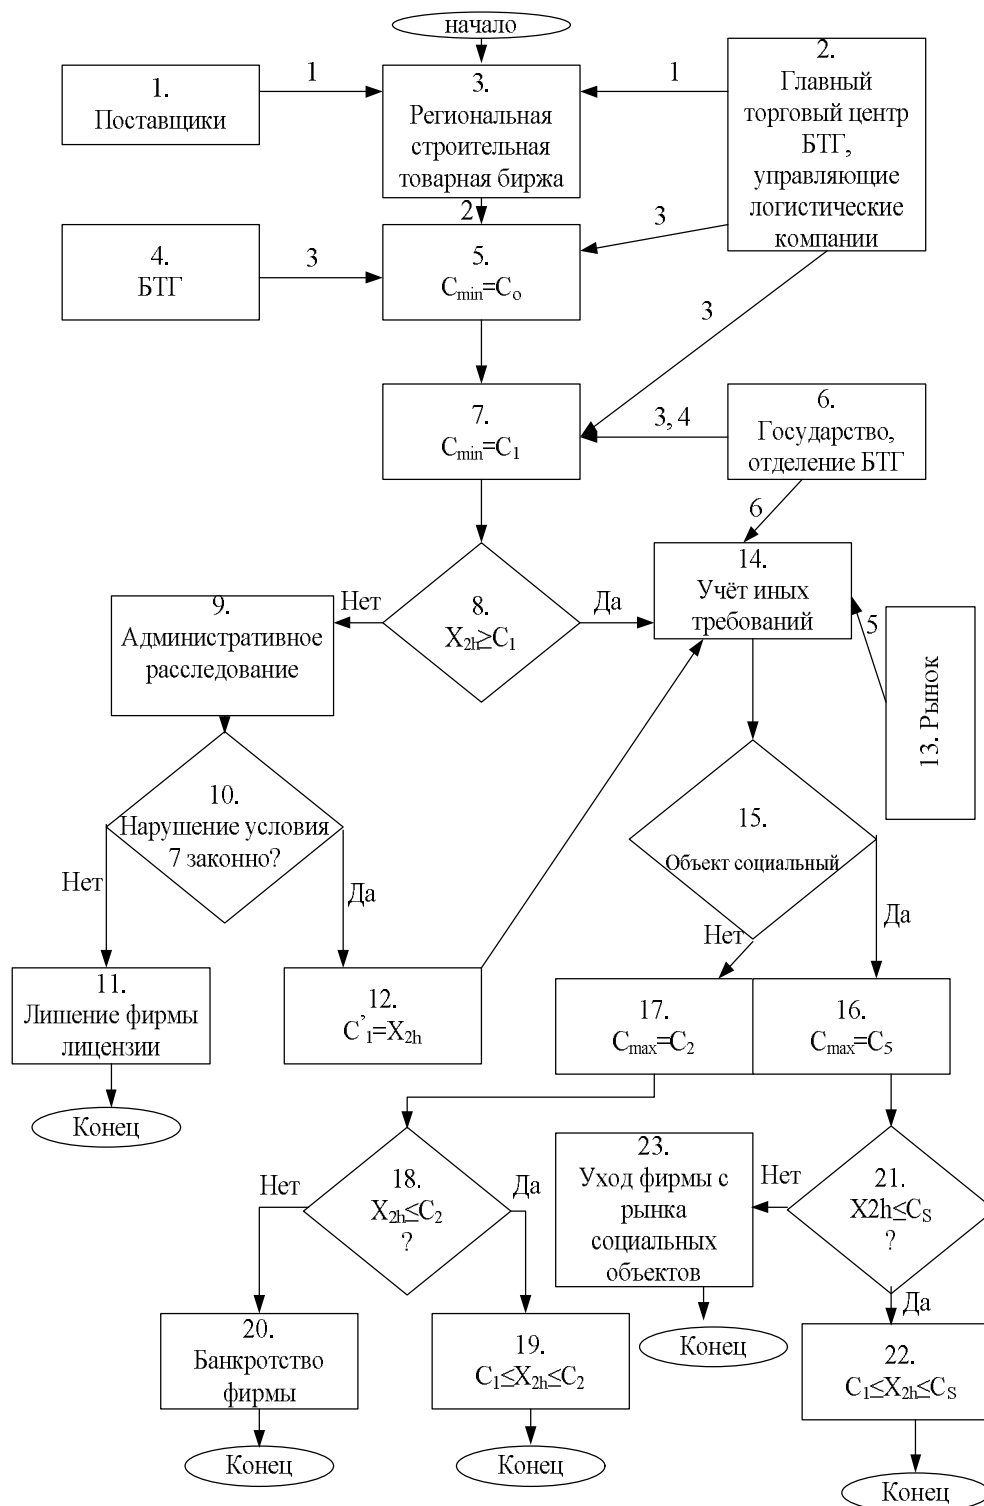 начало
1.
Поставщики
1
3.
Региональная
строительная
товарная биржа
1
2.
Главный
торговый центр
БТГ,
управляющие
логистические
компании
2
4.
БТГ
3
5.
Cmin=Co
3
3
7.
Cmin=C1
3, 4
6.
Государство,
отделение БТГ
6
8.
X2h≥C1
Нет
Да
14.
Учёт иных
требований
5
13. Рынок
9.
Административное
расследование
10.
Нарушение условия
7 законно?
Нет
Да
15.
Объект социальный
Нет
Да
11.
Лишение фирмы
лицензии
Конец
12.
C’1=X2h
17.
Cmax=C2
16.
Cmax=C5
18.
X2h≤C2
?
Нет
Да
23.
Уход фирмы с
рынка
социальных
объектов
Нет
21.
X2h≤CS
?
Да
20.
Банкротство
фирмы
19.
C1≤X2h≤C2
Конец
22.
C1≤X2h≤CS
Конец
Конец
Конец